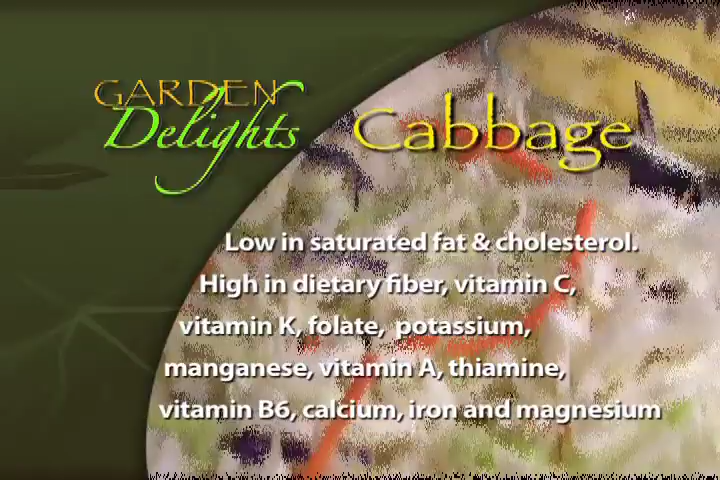 GARDEN
Delights
Cabbage
Low in saturated fat & cholesterol.
High in dietary fiber, vitamin C,
vitamin K, folate, potassium,
manganese, vitamin A, thiamine,
vitamin B6, calcium, iron and magnesium